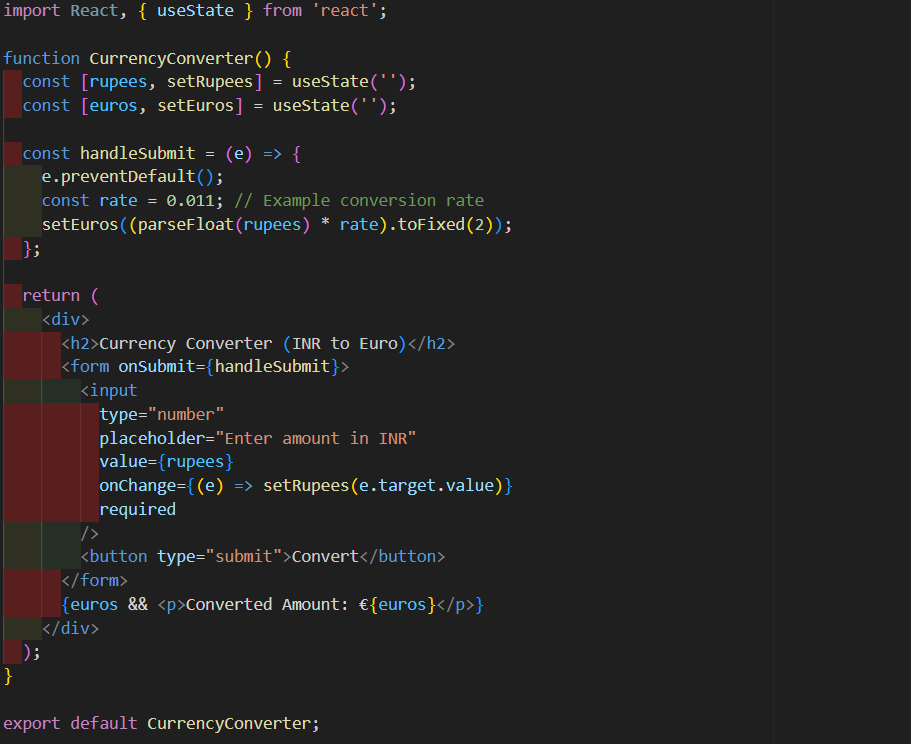 import React, { useState } from 'react';

function CurrencyConverter() {
  const [rupees, setRupees] = useState('');
  const [euros, setEuros] = useState('');

  const handleSubmit = (e) => {
    e.preventDefault();
    const rate = 0.011; // Example conversion rate
    setEuros((parseFloat(rupees) * rate).toFixed(2));
  };

  return (
    <div>
      <h2>Currency Converter (INR to Euro)</h2>
      <form onSubmit={handleSubmit}>
        <input
          type="number"
          placeholder="Enter amount in INR"
          value={rupees}
          onChange={(e) => setRupees(e.target.value)}
          required
        />
        <button type="submit">Convert</button>
      </form>
      {euros && <p>Converted Amount: €{euros}</p>}
    </div>
  );
}

export default CurrencyConverter;